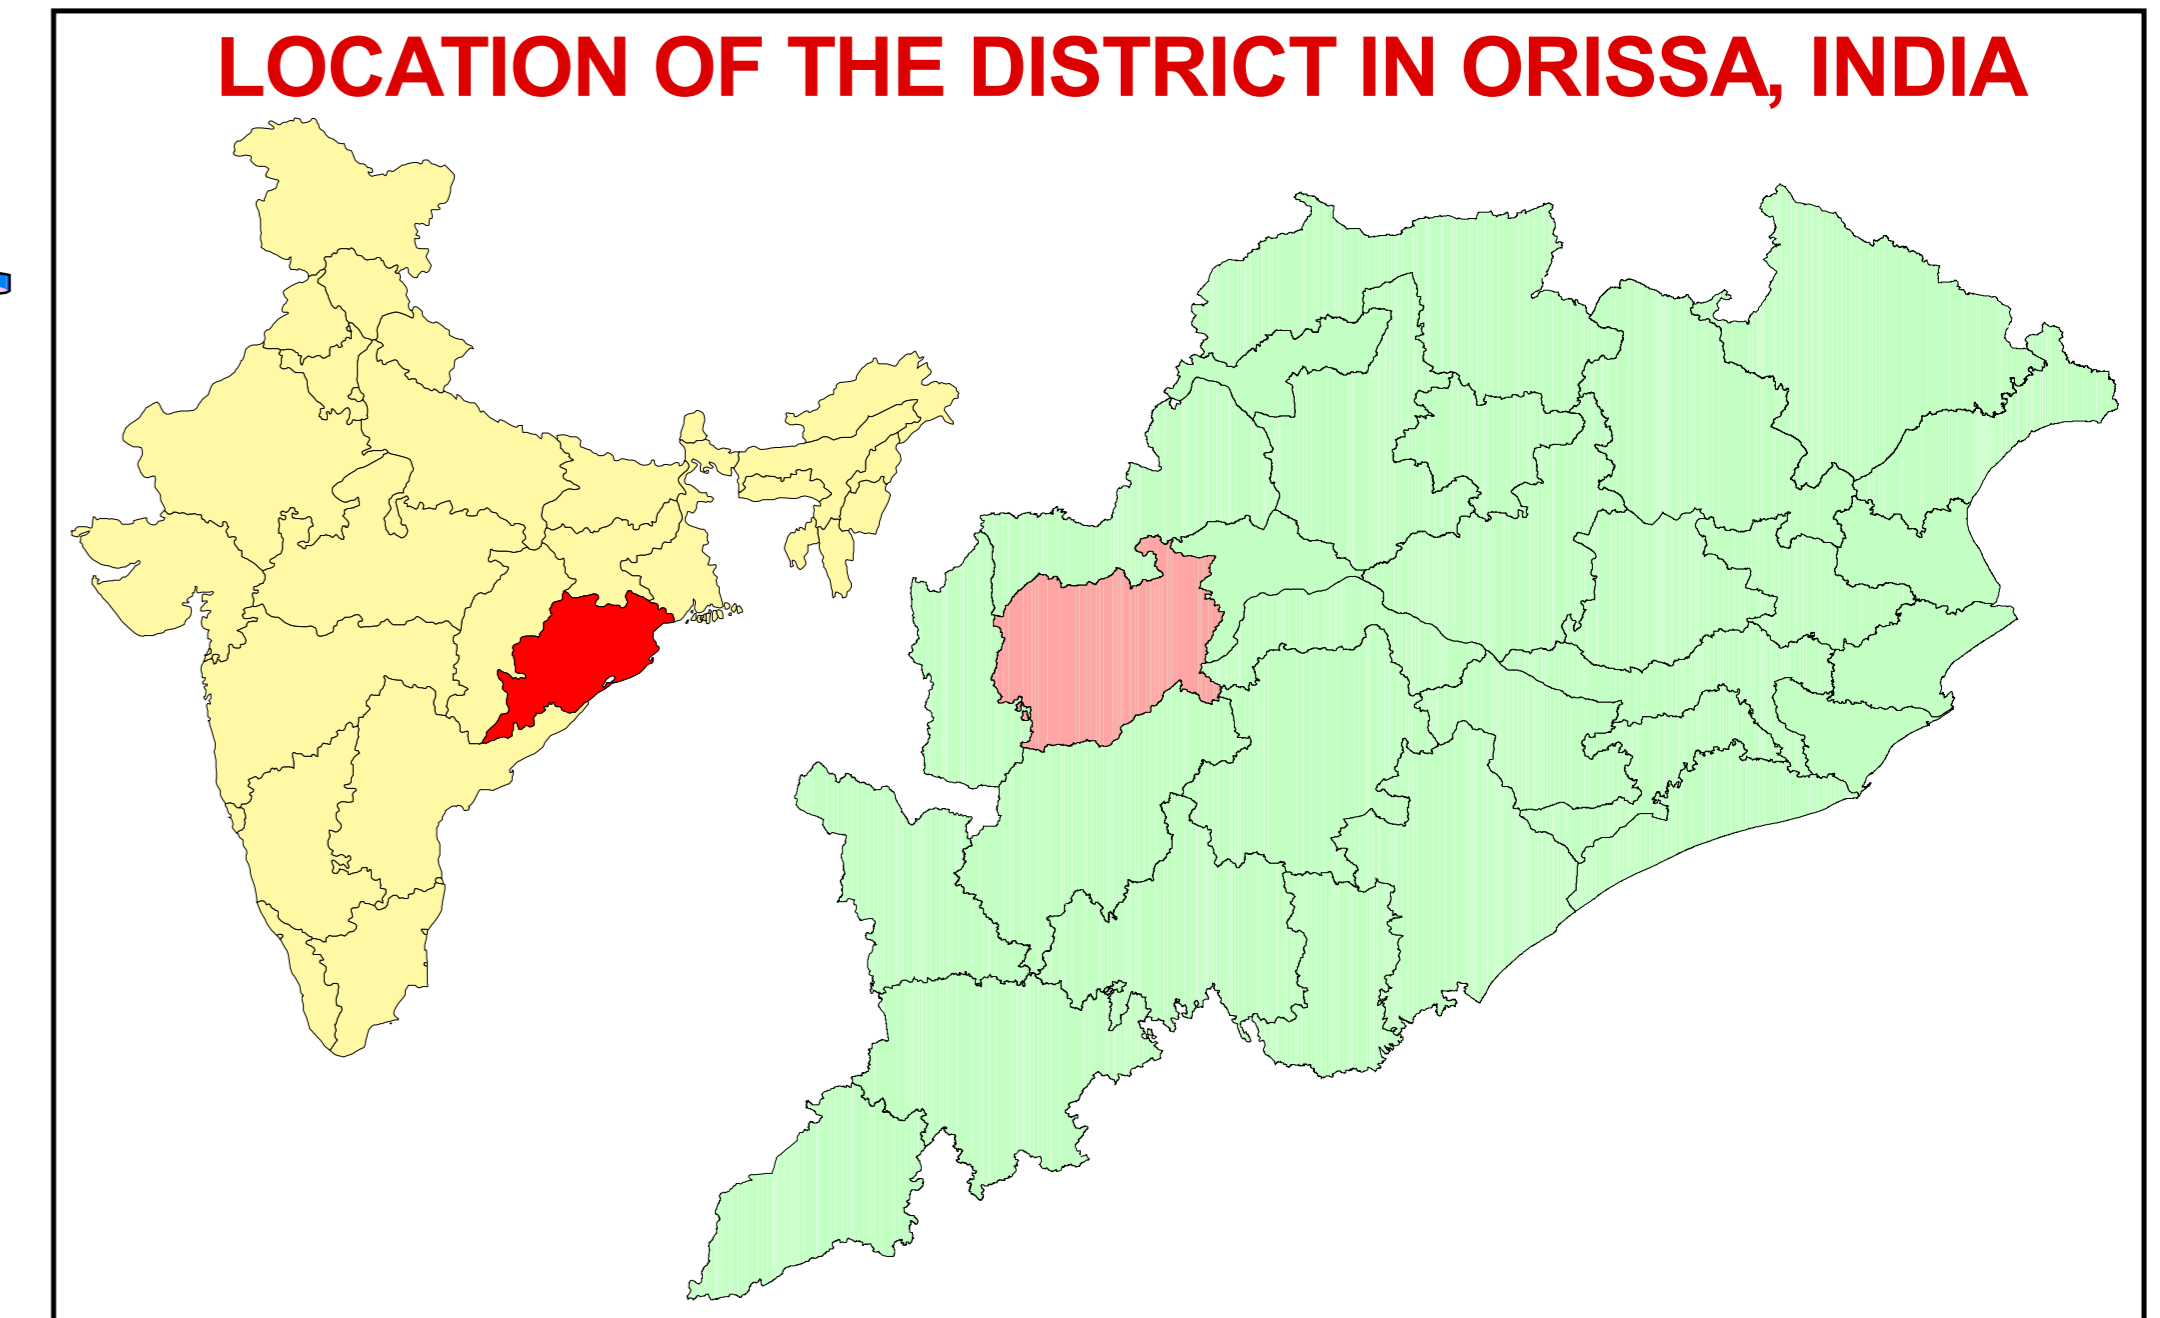 LOCATION OF THE DISTRICT IN ORISSA, INDIA